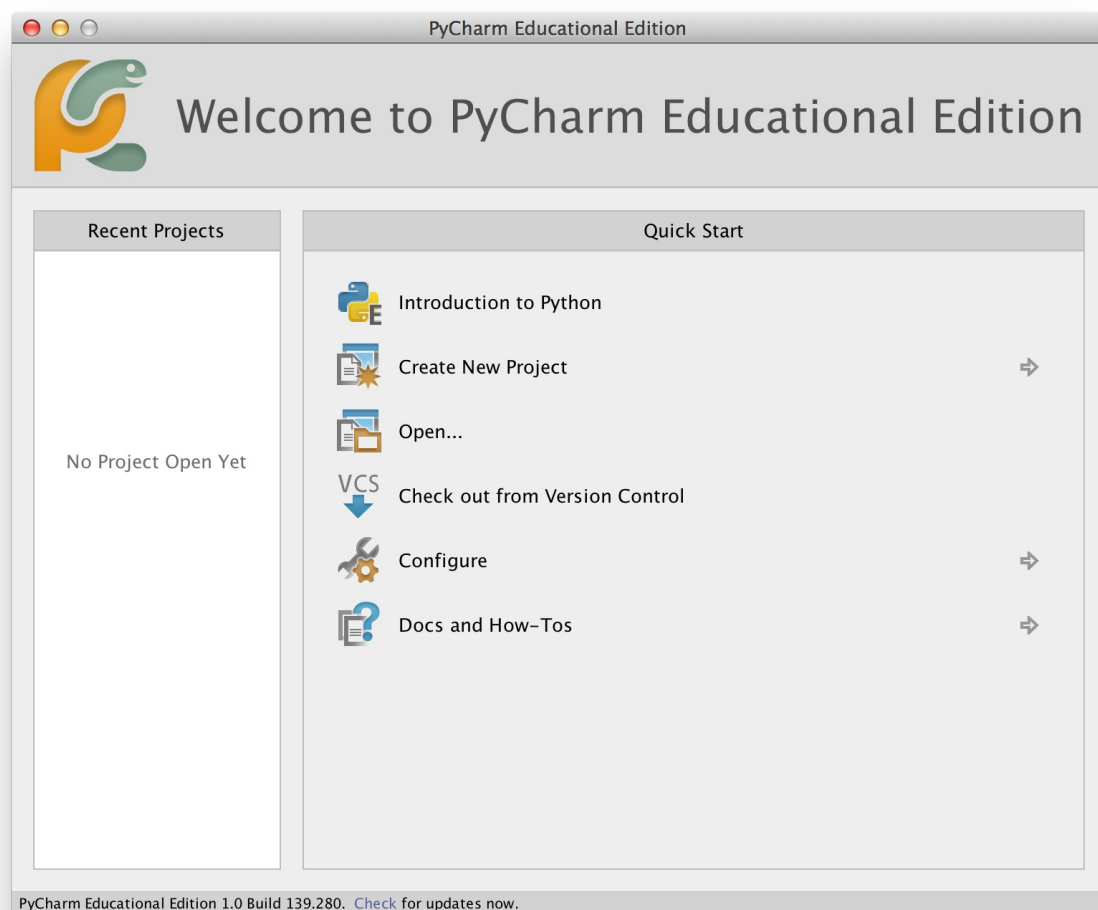 PyCharm Educational Edition
Welcome to PyCharm Educational Edition
Recent Projects
No Project Open Yet
Quick Start
E
Introduction to Python
Create New Project
Open...
VCS
Check out from Version Control
Configure
?
Docs and How-Tos
PyCharm Educational Edition 1.0 Build 139.280. Check for updates now.